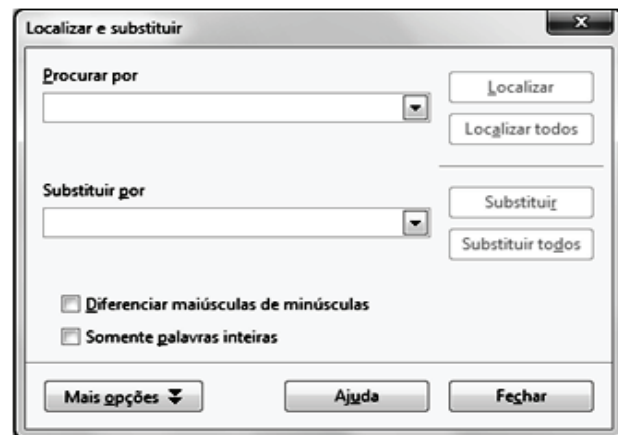 Localizar e substituir
Procurar por
Localizar
Localizar todos
Substituir por
Substituir
Substituir todos
Diferenciar maiúsculas de minúsculas
Somente palavras inteiras
Mais opções
Ajuda
Fechar